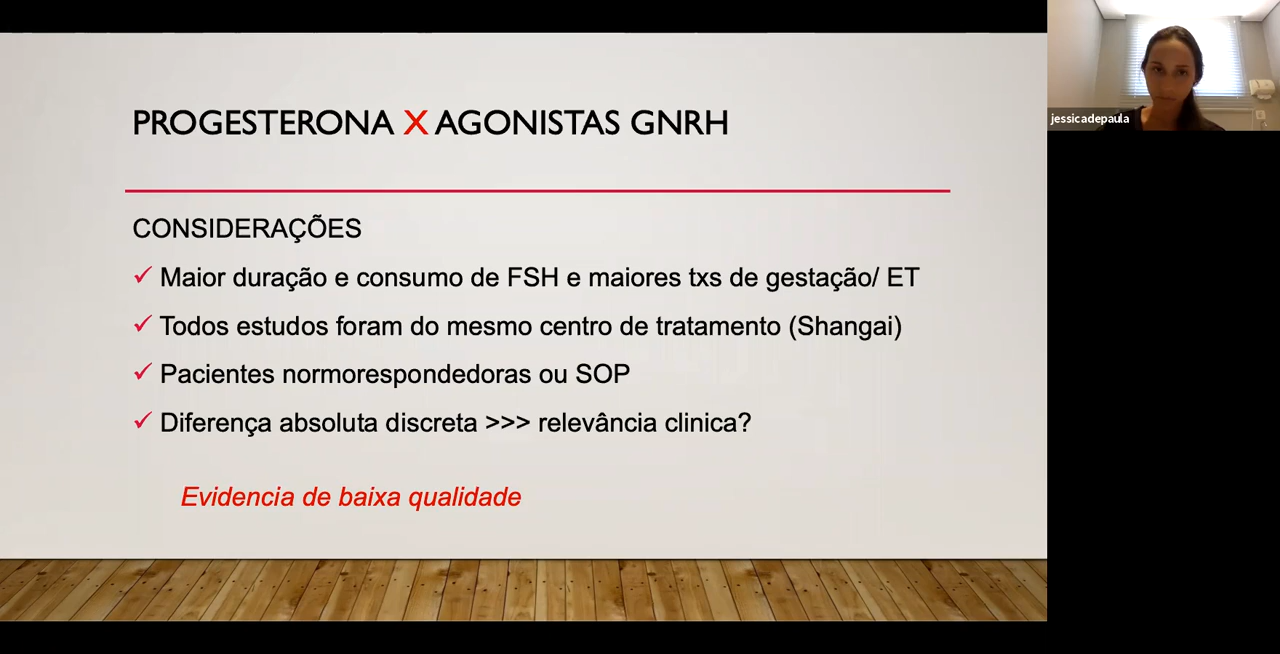 PROGESTERONA X AGONISTAS GNRH
CONSIDERAÇÕES
✓ Maior duração e consumo de FSH e maiores txs de gestação/ ET
✓ Todos estudos foram do mesmo centro de tratamento (Shangai)
✓ Pacientes normorespondedoras ou SOP
✓ Diferença absoluta discreta >>> relevância clinica?
Evidencia de baixa qualidade
jessicadepaula